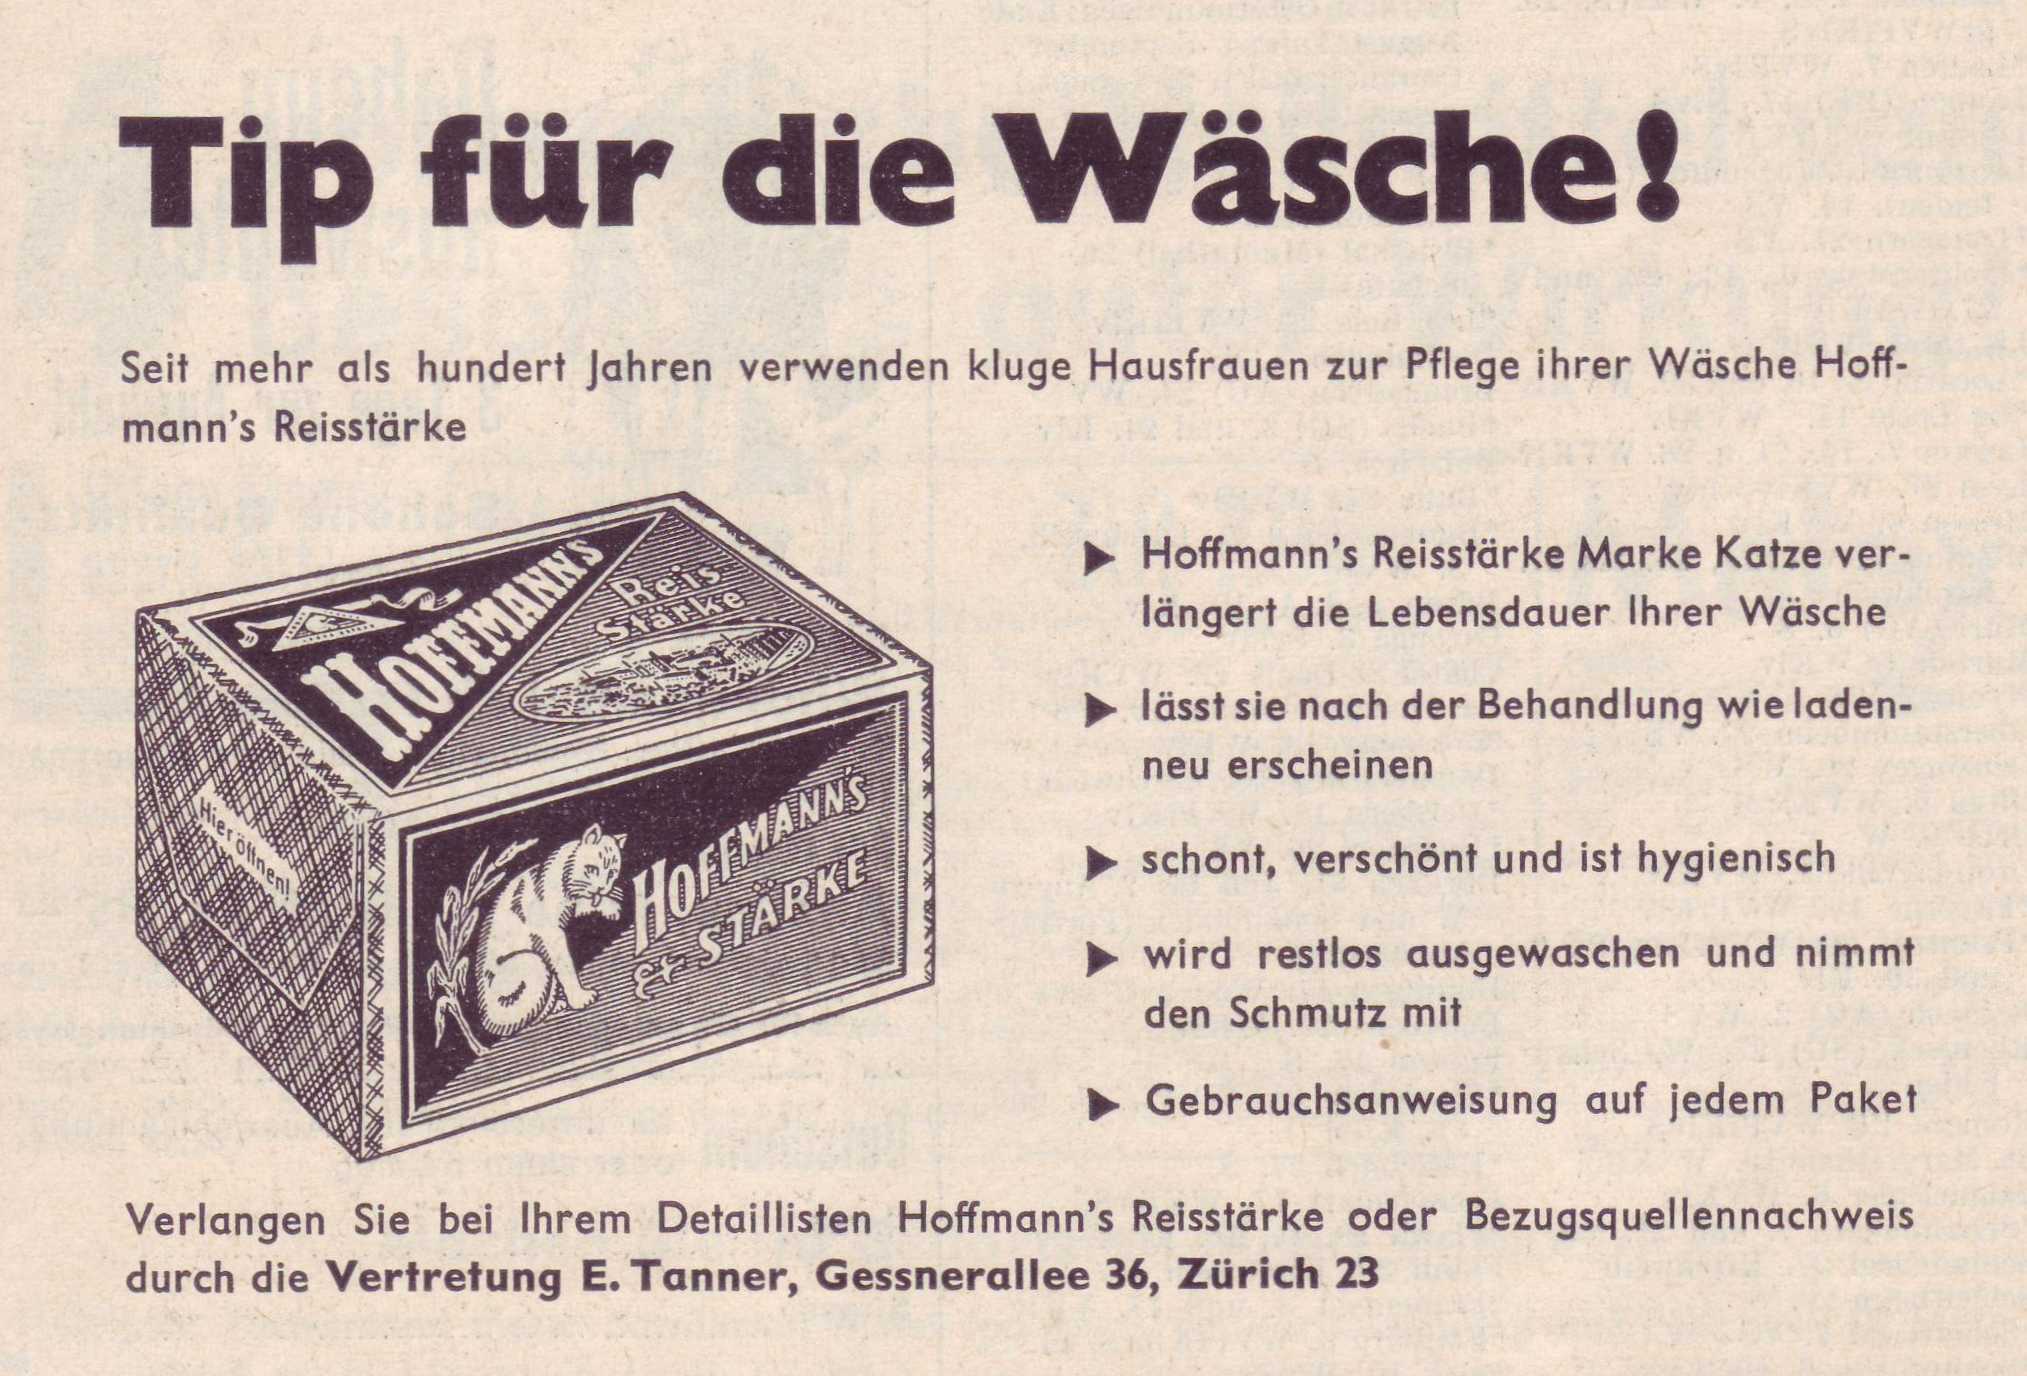 Tip für die Wäsche!
Seit mehr als hundert Jahren verwenden kluge Hausfrauen zur Pflege ihrer Wäsche Hoff-
mann's Reisstärke
HOFFMANN'S
Reis
Stärke
Hier öffnen!
HOFFMANN'S
STÄRKE
▶ Hoffmann's Reisstärke Marke Katze ver-
längert die Lebensdauer Ihrer Wäsche
▶ lässt sie nach der Behandlung wie laden-
neu erscheinen
▶ schont, verschönt und ist hygienisch
▶ wird restlos ausgewaschen und nimmt
den Schmutz mit
▶ Gebrauchsanweisung auf jedem Paket
Verlangen Sie bei Ihrem Detaillisten Hoffmann's Reisstärke oder Bezugsquellennachweis
durch die Vertretung E. Tanner, Gessnerallee 36, Zürich 23